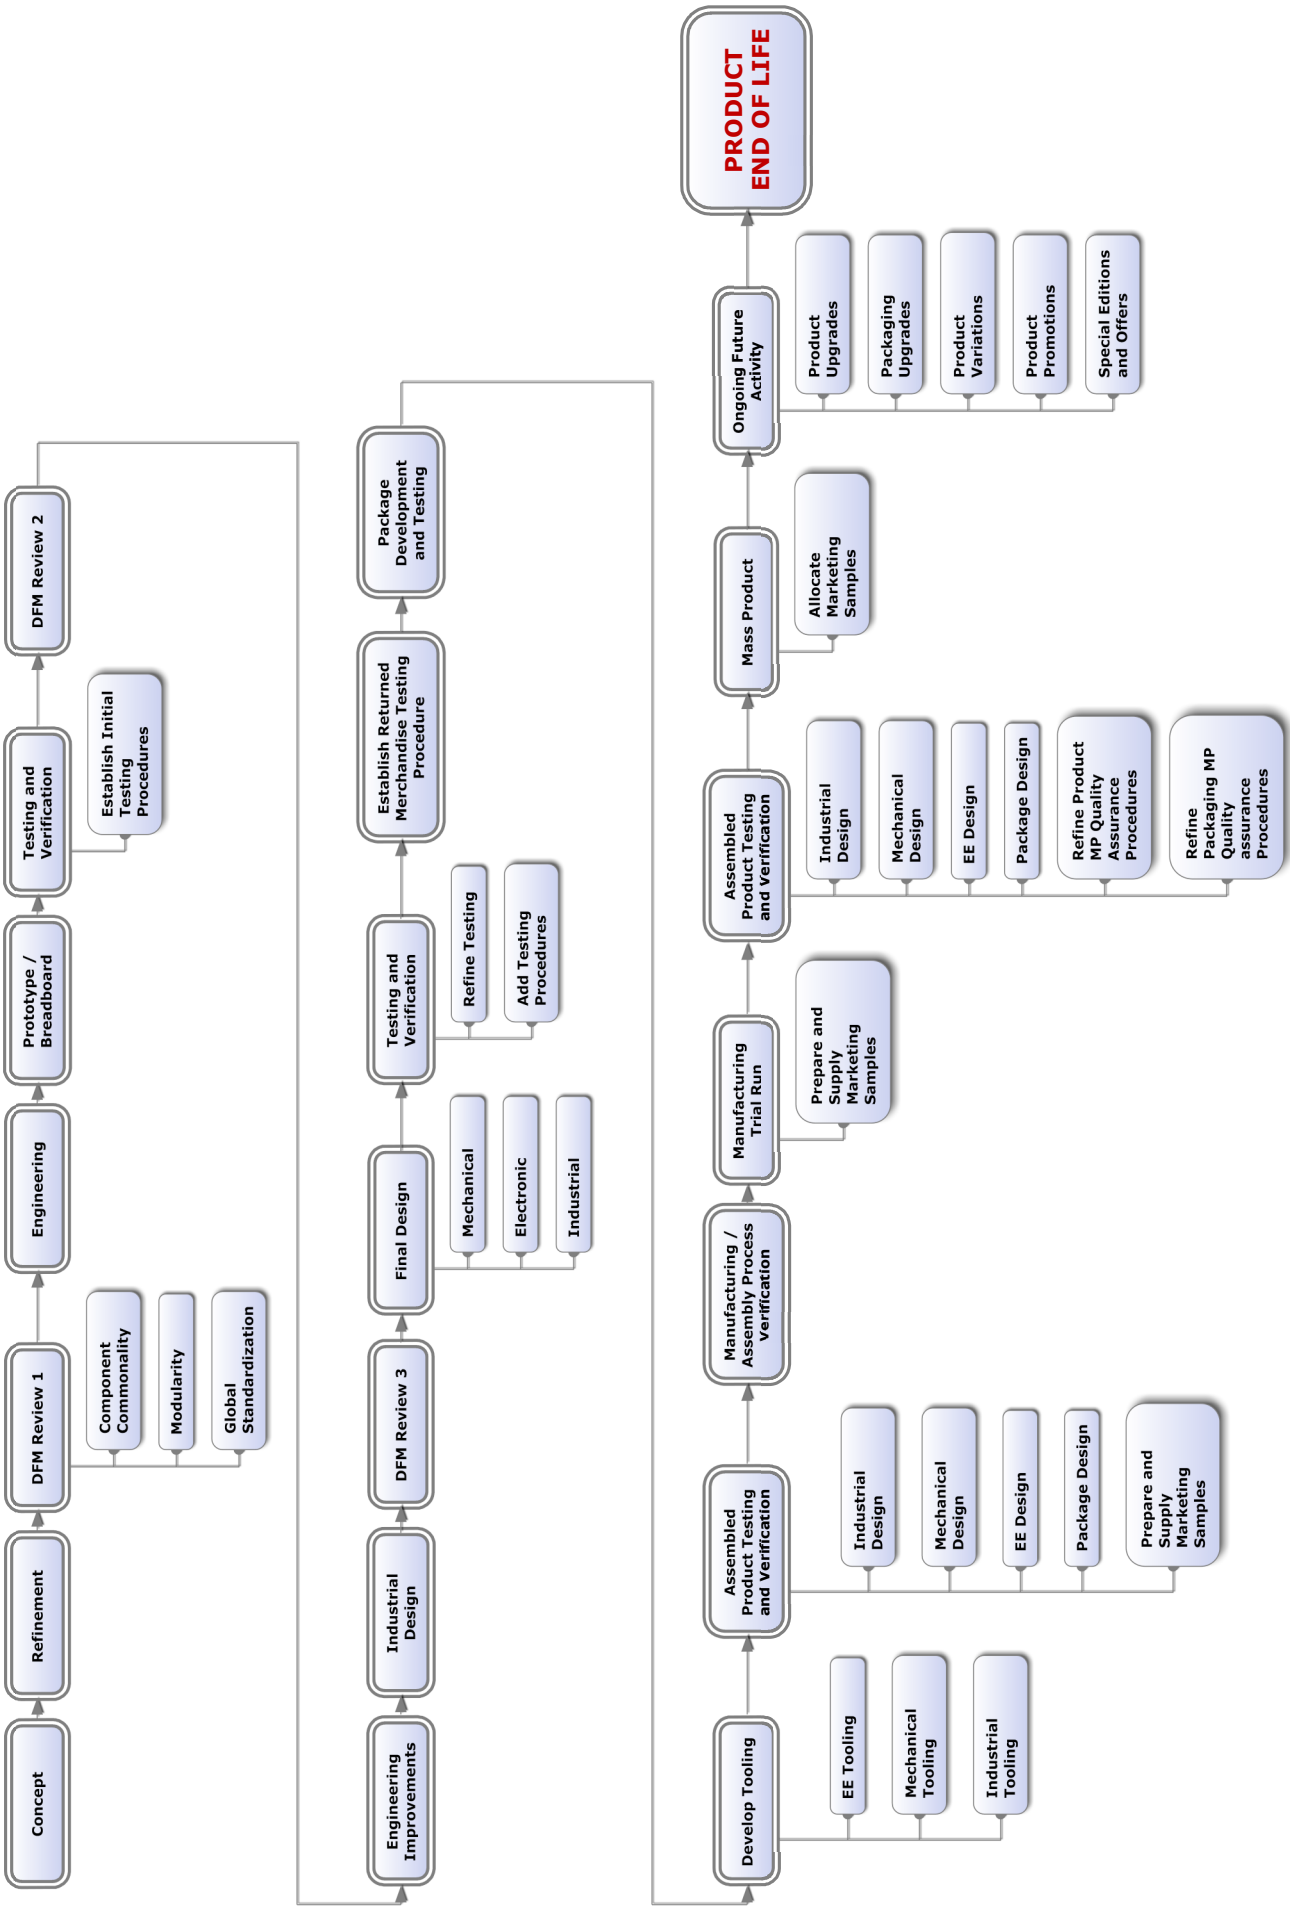 Concept
Refinement
DFM Review 1
Component
Commonality
Modularity
Global
Standardization
Engineering
Prototype /
Breadboard
Testing and
Verification
Establish Initial
Testing
Procedures
DFM Review 2
Engineering
Improvements
Industrial
Design
DFM Review 3
Final Design
Mechanical
Electronic
Industrial
Testing and
Verification
Refine Testing
Add Testing
Procedures
Establish Returned
Merchandise Testing
Procedure
Package
Development
and Testing
Develop Tooling
EE Tooling
Mechanical
Tooling
Industrial
Tooling
Assembled
Product Testing
and Verification
Industrial
Design
Mechanical
Design
EE Design
Package Design
Prepare and
Supply
Marketing
Samples
Manufacturing /
Assembly Process
Verification
Manufacturing
Trial Run
Prepare and
Supply
Marketing
Samples
Assembled
Product Testing
and Verification
Industrial
Design
Mechanical
Design
EE Design
Package Design
Refine Product
MP Quality
Assurance
Procedures
Refine
Packaging MP
Quality
assurance
Procedures
Mass Product
Allocate
Marketing
Samples
Ongoing Future
Activity
Product
Upgrades
Packaging
Upgrades
Product
Variations
Product
Promotions
Special Editions
and Offers
PRODUCT
END OF LIFE